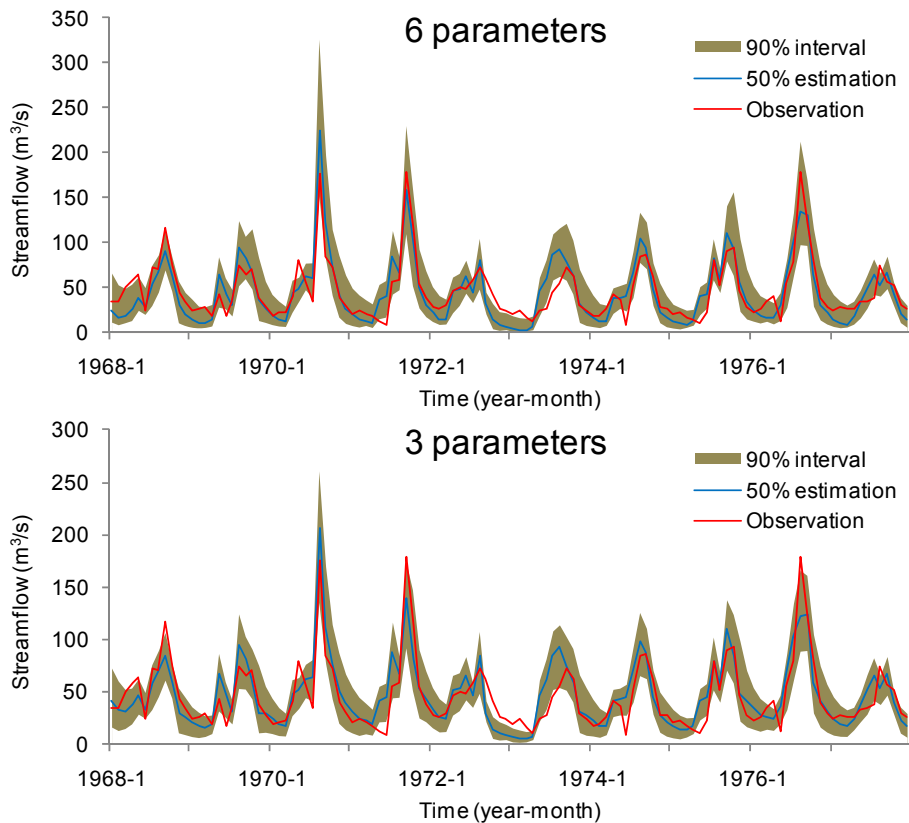 6 parameters
350
300
250
200
150
100
50
0
Streamflow (m³/s)
90% interval
50% estimation
Observation
1968-1 1970-1 1972-1 1974-1 1976-1
Time (year-month)
3 parameters
300
250
200
150
100
50
0
Streamflow (m³/s)
90% interval
50% estimation
Observation
1968-1 1970-1 1972-1 1974-1 1976-1
Time (year-month)